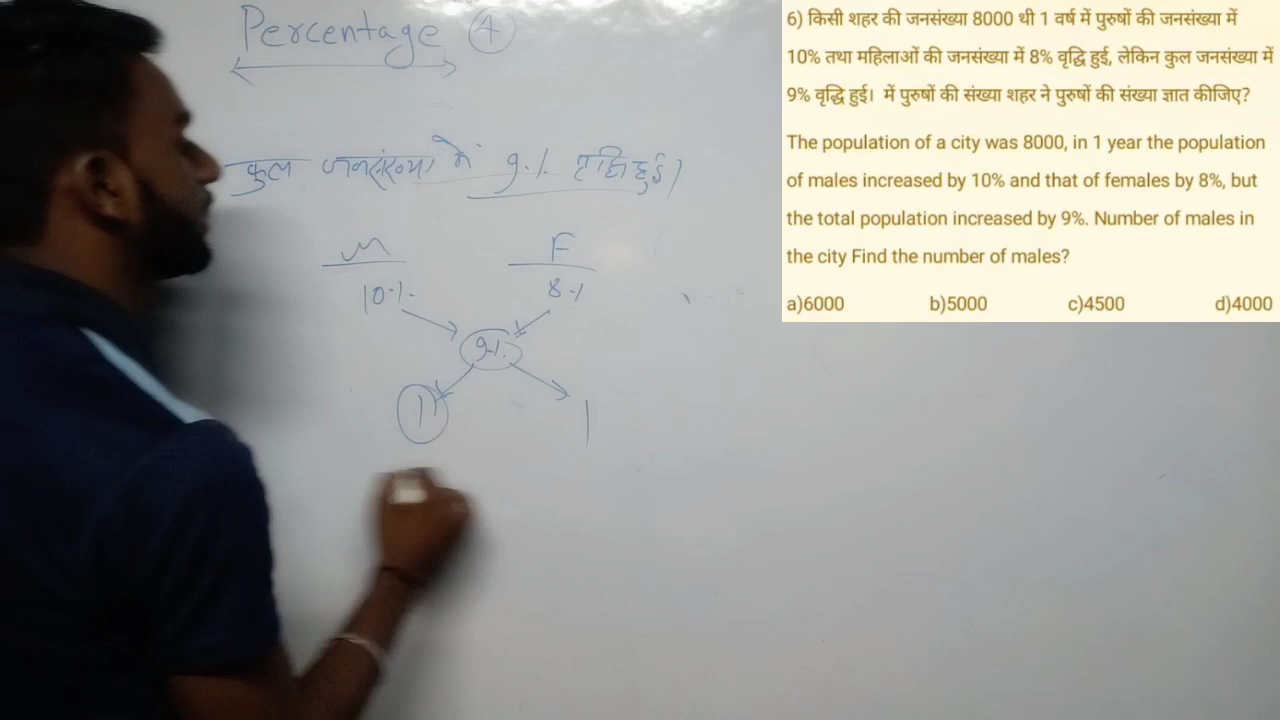 Percentage 4
कुल जनसंख्या में 9% वृद्धि हुई।
M F
10% 8%
9%
1 1
6) किसी शहर की जनसंख्या 8000 थी 1 वर्ष में पुरुषों की जनसंख्या में
10% तथा महिलाओं की जनसंख्या में 8% वृद्धि हुई, लेकिन कुल जनसंख्या में
9% वृद्धि हुई। में पुरुषों की संख्या शहर ने पुरुषों की संख्या ज्ञात कीजिए?
The population of a city was 8000, in 1 year the population
of males increased by 10% and that of females by 8%, but
the total population increased by 9%. Number of males in
the city Find the number of males?
a)6000 b)5000 c)4500 d)4000